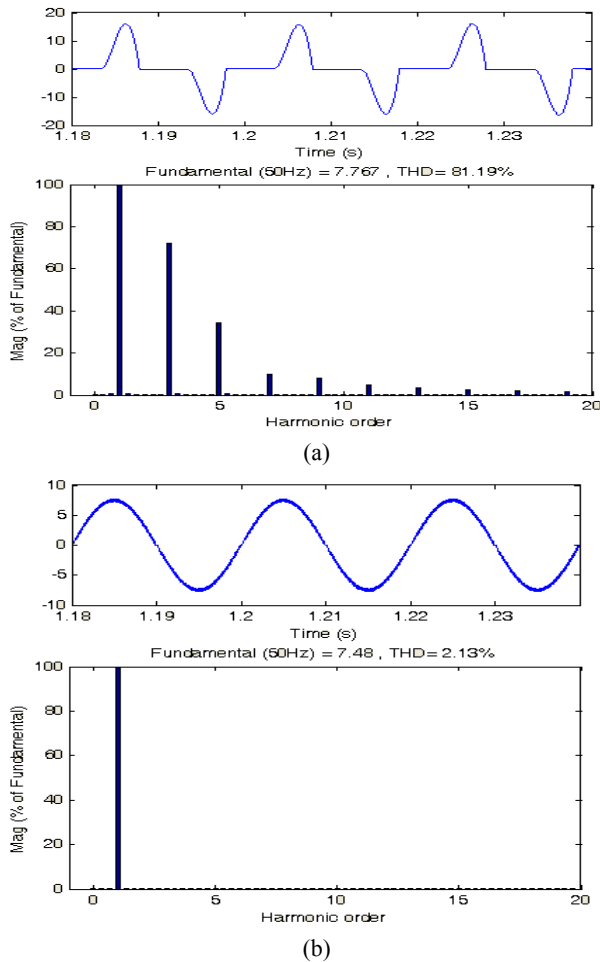 20
10
0
-10
-20
1.18 1.19 1.2 1.21 1.22 1.23
Time (s)
Fundamental (50Hz) = 7.767 , THD= 81.19%
100
80
60
40
20
0
Mag (% of Fundamental)
0 5 10 15 20
Harmonic order
(a)
10
5
0
-5
-10
1.18 1.19 1.2 1.21 1.22 1.23
Time (s)
Fundamental (50Hz) = 7.48 , THD= 2.13%
100
80
60
40
20
0
Mag (% of Fundamental)
0 5 10 15 20
Harmonic order
(b)